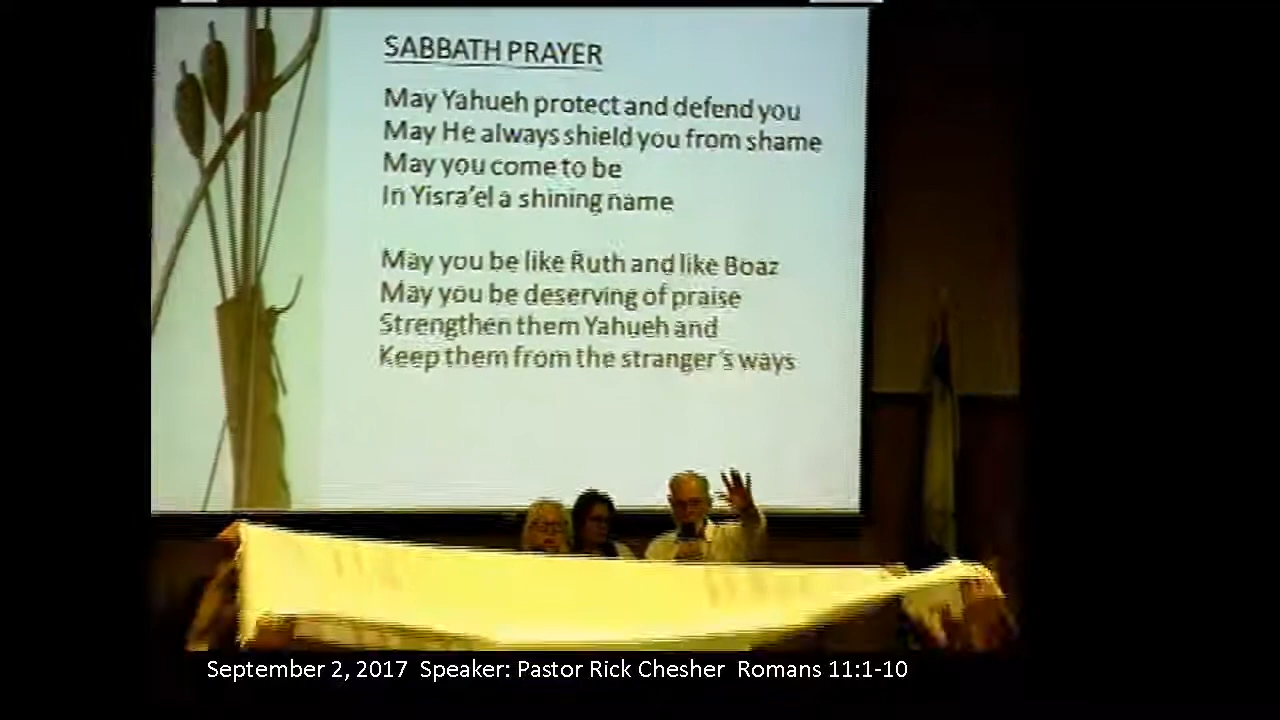 SABBATH PRAYER
May Yahueh protect and defend you
May He always shield you from shame
May you come to be
In Yisra'el a shining name
May you be like Ruth and like Boaz
May you be deserving of praise
Strengthen them Yahueh and
Keep them from the stranger's ways
September 2, 2017 Speaker: Pastor Rick Chesher Romans 11:1-10